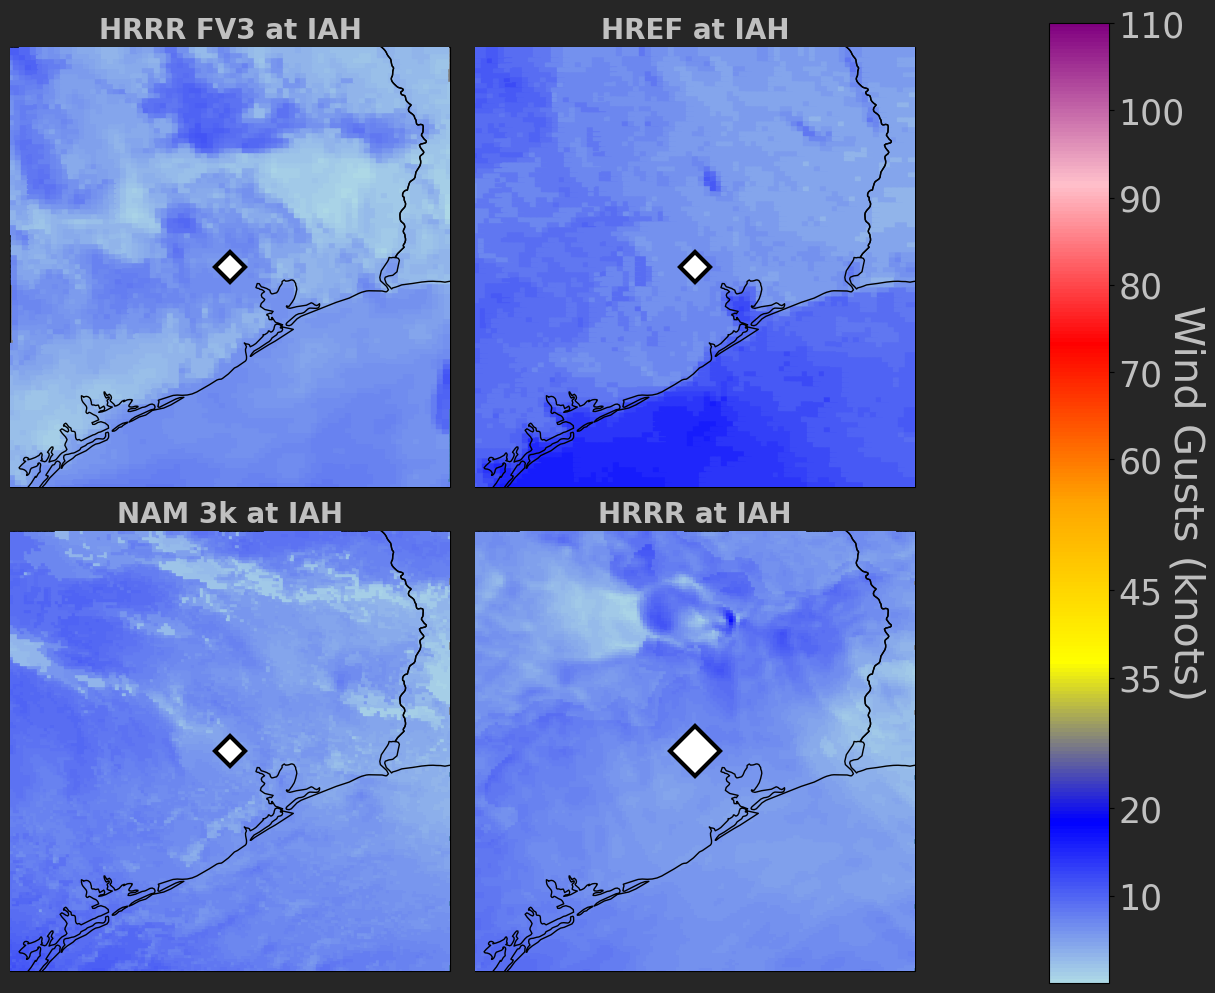 HRRR FV3 at IAH
HREF at IAH
NAM 3k at IAH
HRRR at IAH
110
100
90
80
70
60
45
35
20
10
Wind Gusts (knots)